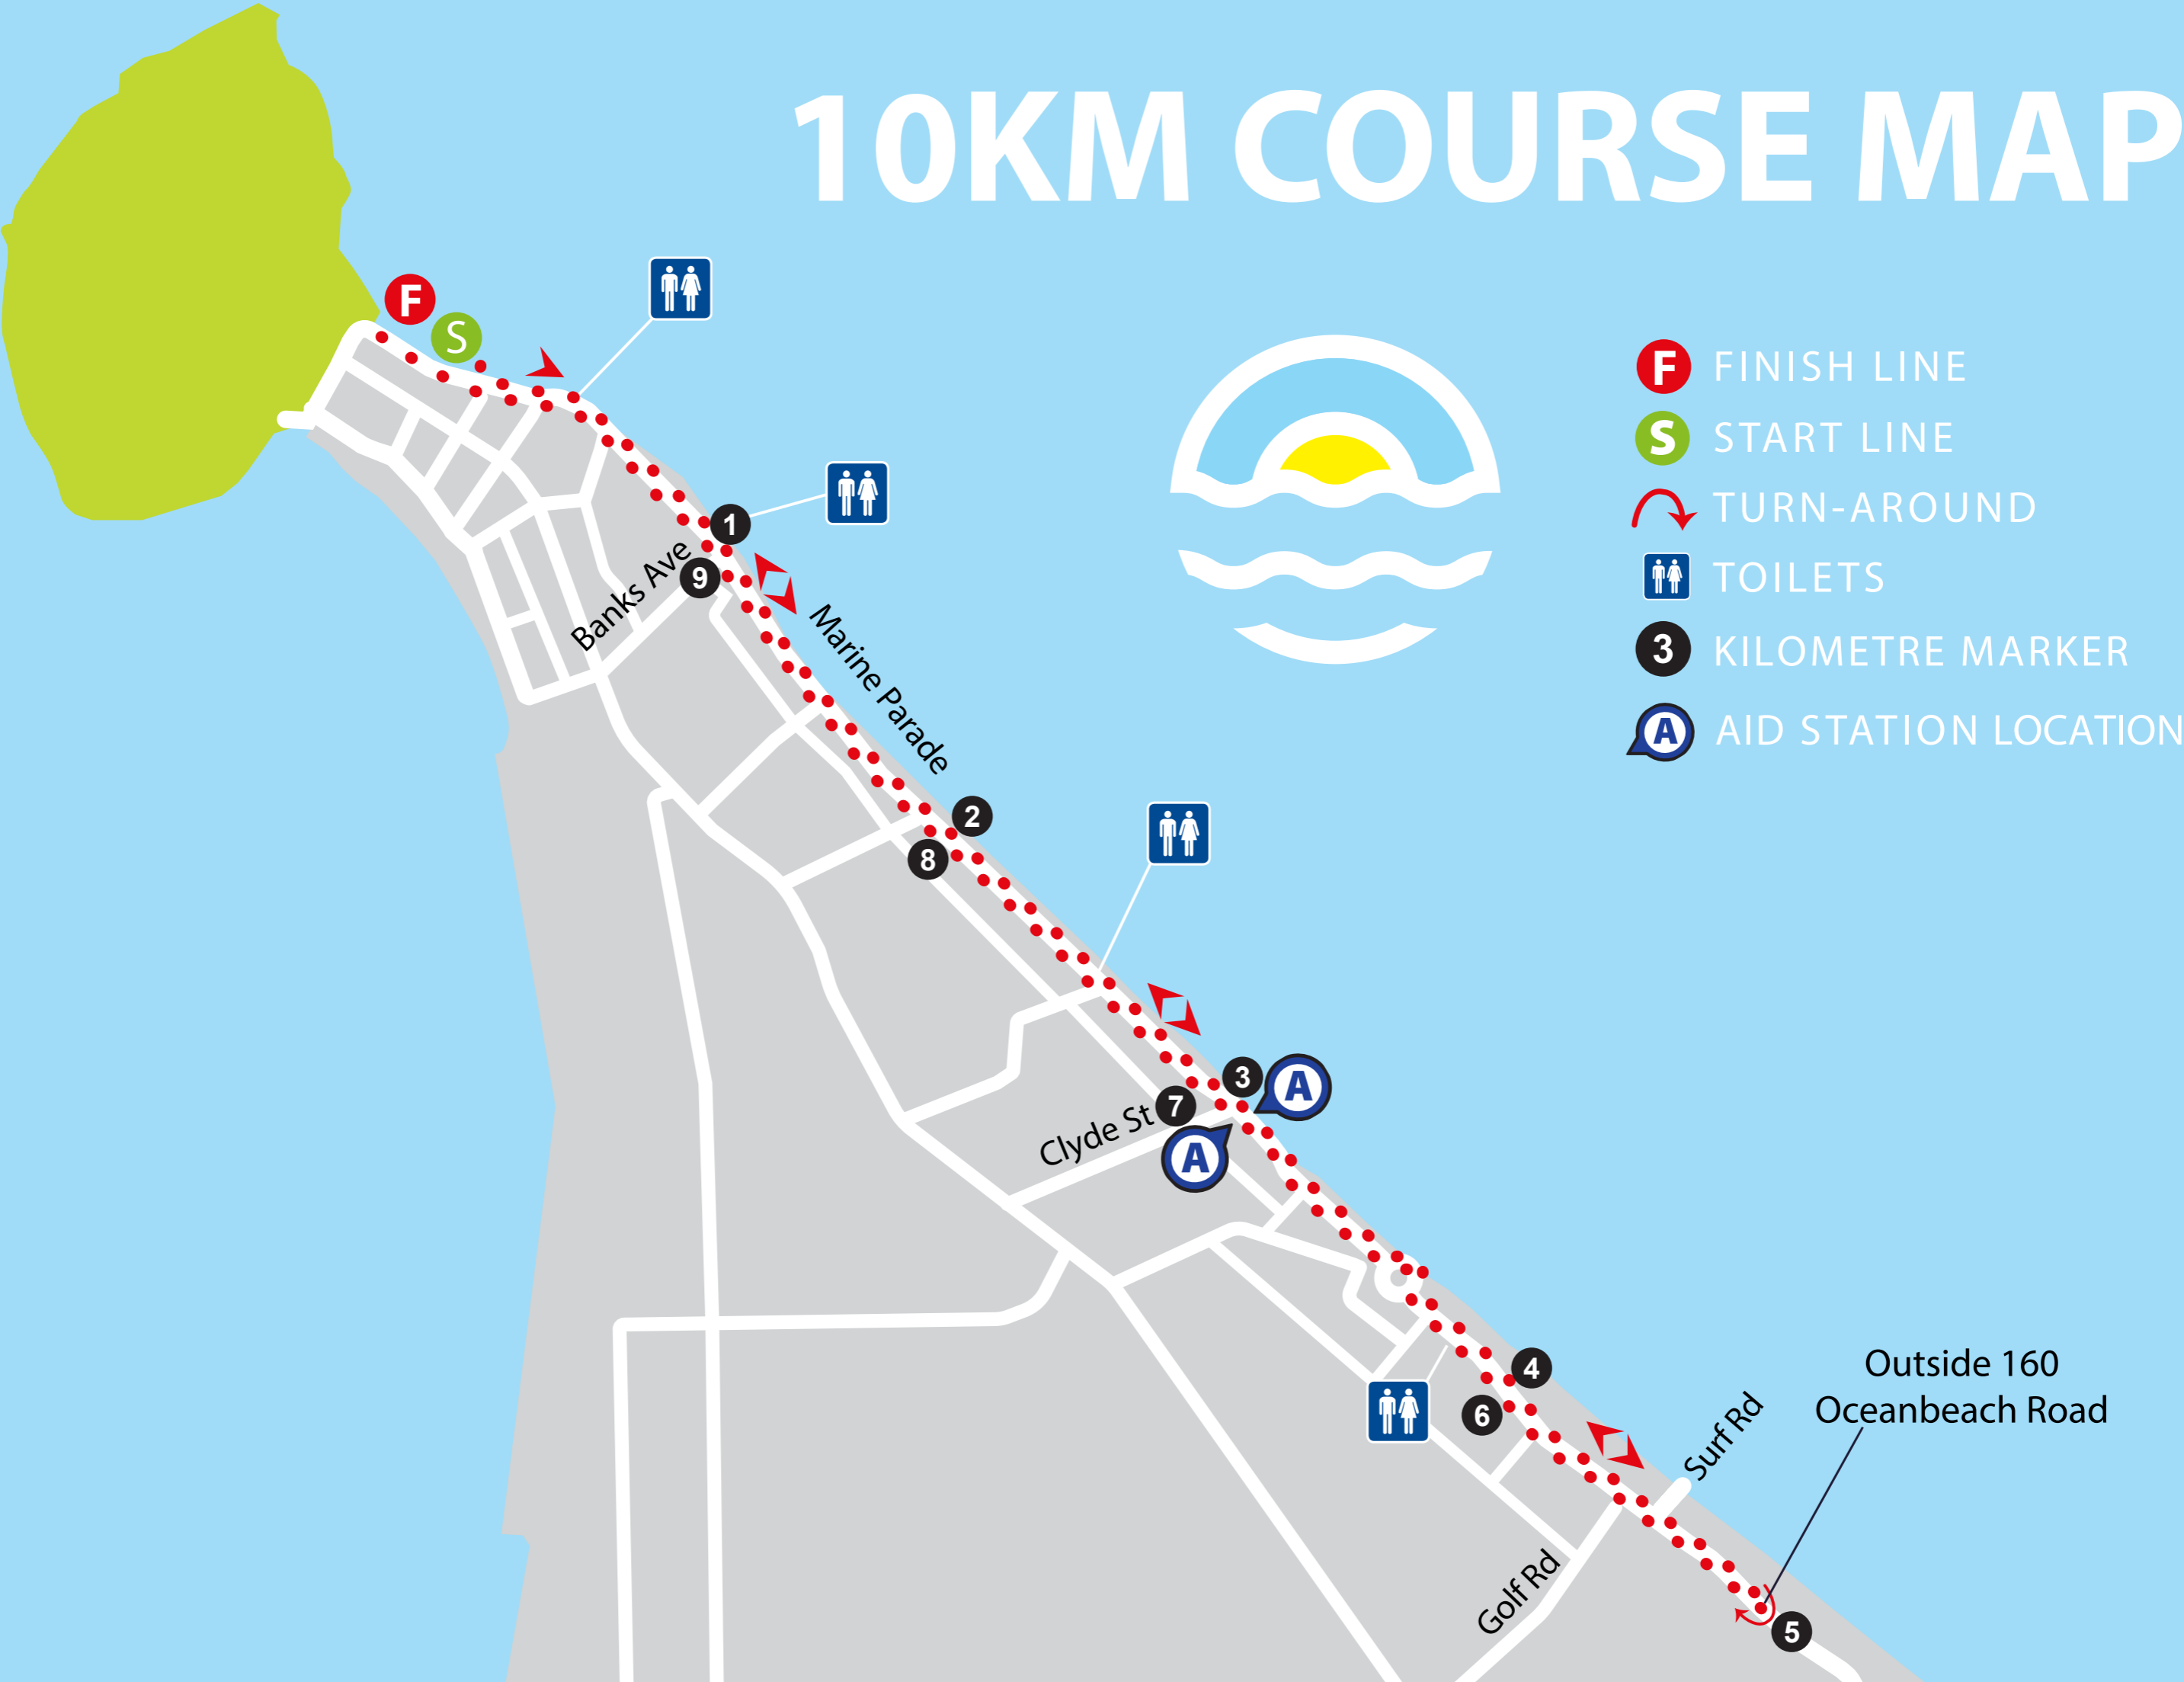 10KM COURSE MAP
F
S
F FINISH LINE
S START LINE
TURN-AROUND
TOILETS
3 KILOMETRE MARKER
A AID STATION LOCATION
1
Banks Ave
9
Marine Parade
2
8
3
A
7
Clyde St
A
4
6
Outside 160
Oceanbeach Road
Surf Rd
Golf Rd
5